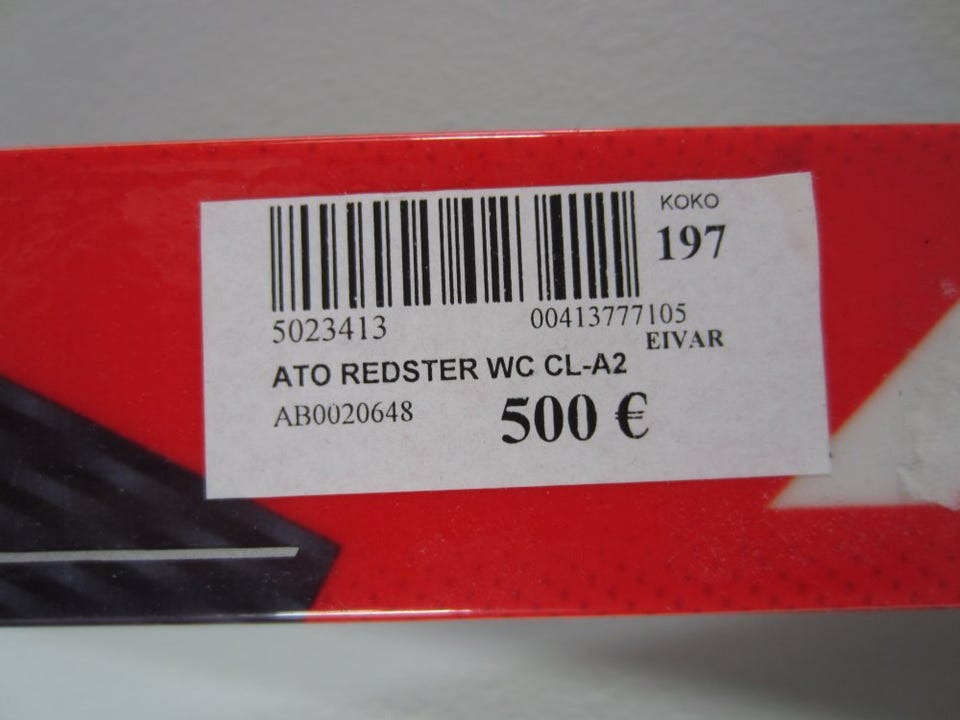 KOKO
197
5023413 00413777105
EIVAR
ATO REDSTER WC CL-A2
AB0020648 500 €